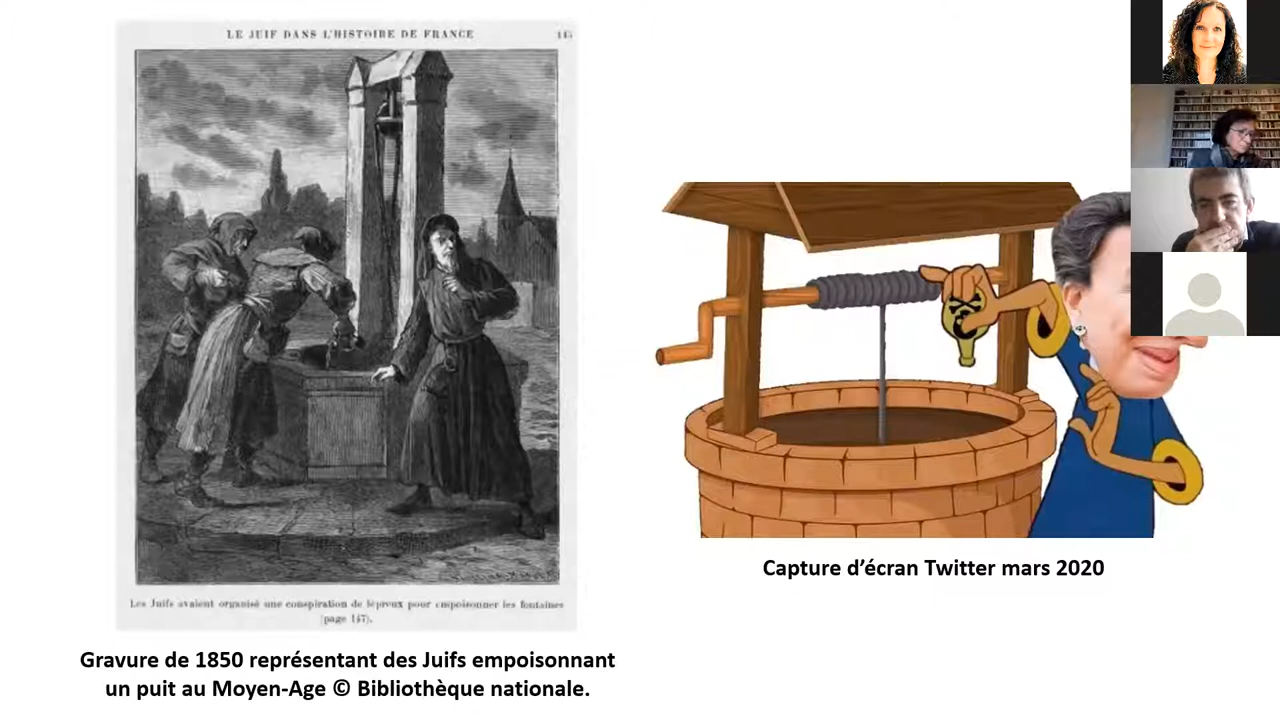 LE JUIF DANS L'HISTOIRE DE FRANCE
145
Les Juifs avaient organisé une conspiration de lépreux pour empoisonner les fontaines
(page 147).
Gravure de 1850 représentant des Juifs empoisonnant
un puit au Moyen-Age © Bibliothèque nationale.
Capture d'écran Twitter mars 2020